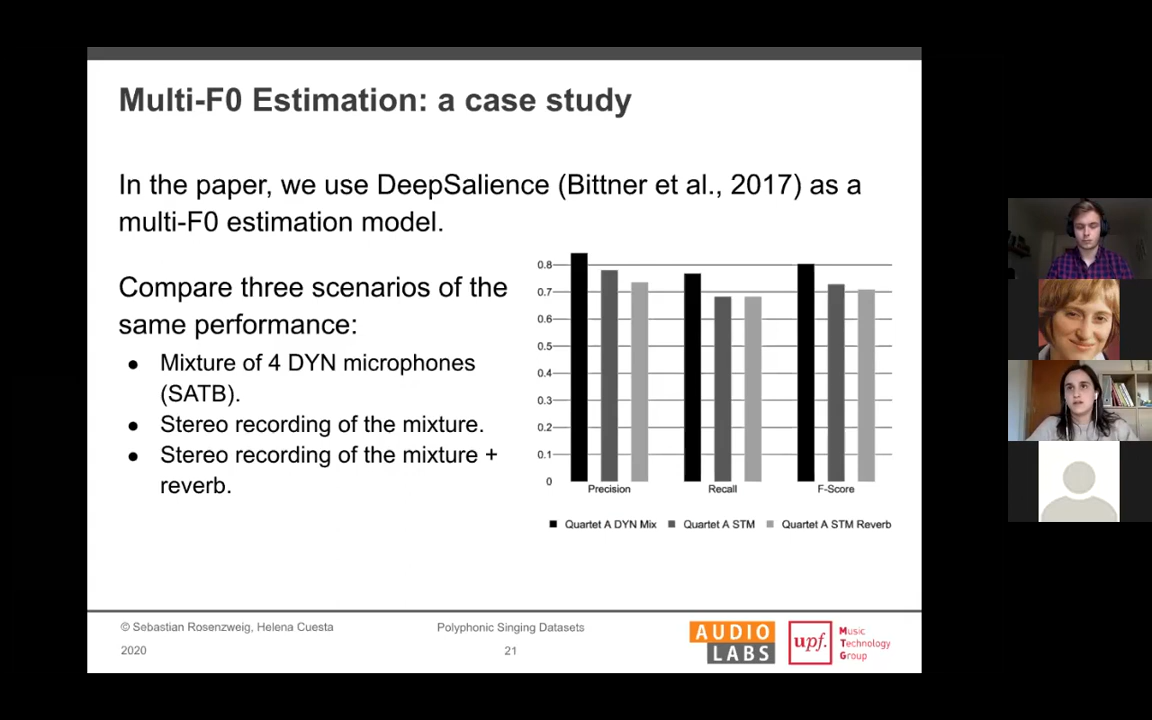 Multi-F0 Estimation: a case study
In the paper, we use DeepSalience (Bittner et al., 2017) as a
multi-F0 estimation model.
Compare three scenarios of the
same performance:
● Mixture of 4 DYN microphones
(SATB).
● Stereo recording of the mixture.
● Stereo recording of the mixture +
reverb.
0.8
0.7
0.6
0.5
0.4
0.3
0.2
0.1
0
Precision Recall F-Score
Quartet A DYN Mix Quartet A STM Quartet A STM Reverb
© Sebastian Rosenzweig, Helena Cuesta
2020
Polyphonic Singing Datasets
21
AUDIO
LABS
upf.
Music
Technology
Group